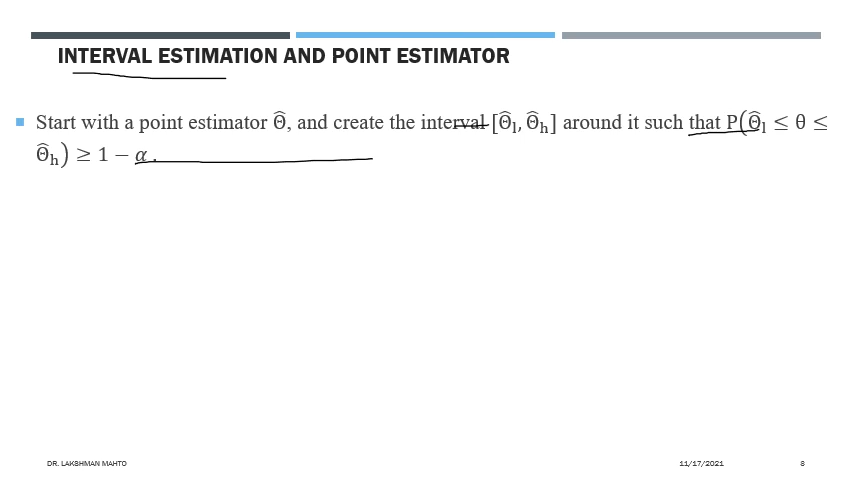 INTERVAL ESTIMATION AND POINT ESTIMATOR
Start with a point estimator Θ̂, and create the interval [Θ̂ₗ, Θ̂ₕ] around it such that P(Θ̂ₗ ≤ θ ≤
Θ̂ₕ) ≥ 1 − α .
DR. LAKSHMAN MAHTO 11/17/2021 8